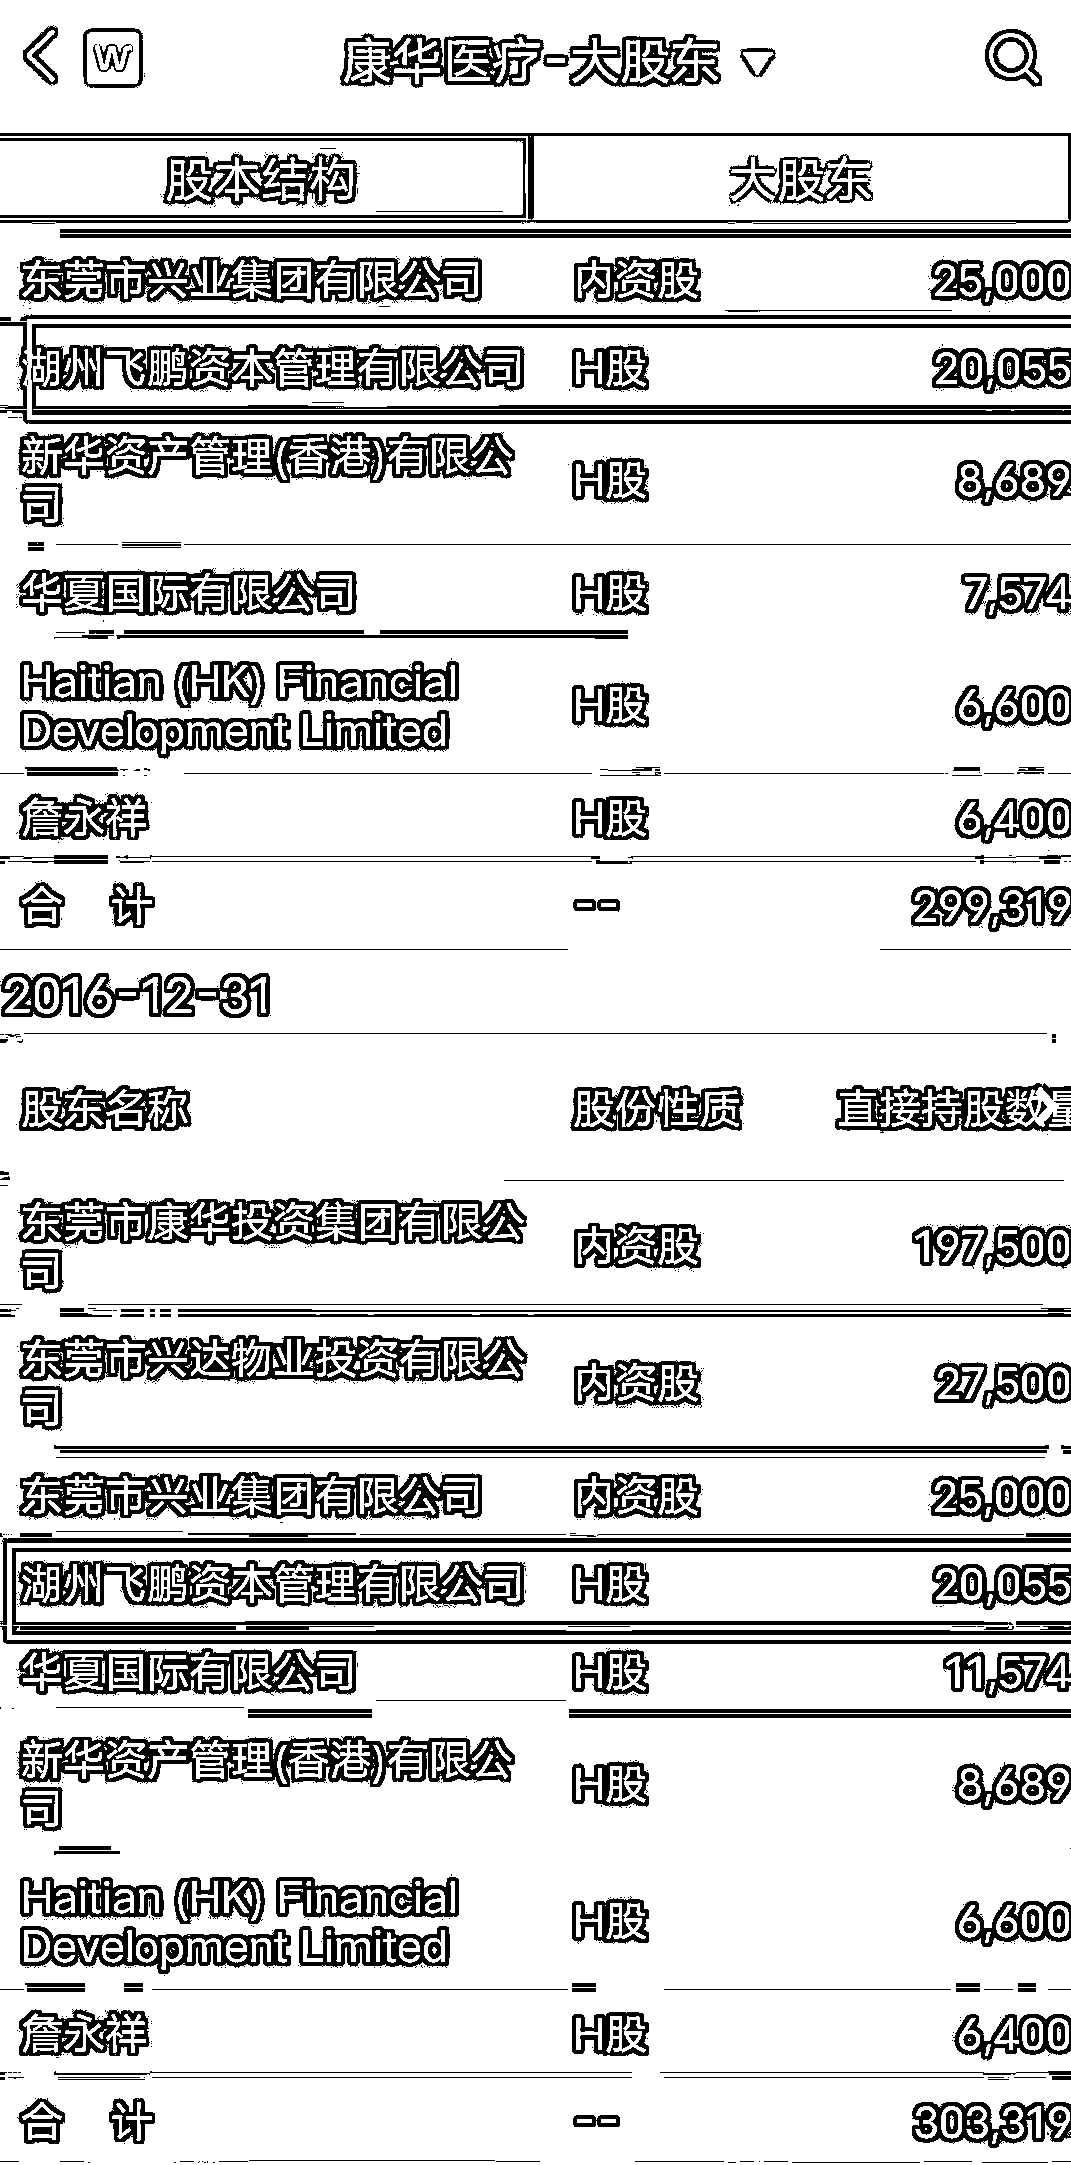 W 康华医疗-大股东
股本结构 大股东
东莞市兴业集团有限公司 内资股 25,000
湖州飞鹏资本管理有限公司 H股 20,055
新华资产管理(香港)有限公
司 H股 8,689
华夏国际有限公司 H股 7,574
Haitian (HK) Financial
Development Limited H股 6,600
詹永祥 H股 6,400
合 计 -- 299,319
2016-12-31
股东名称 股份性质 直接持股数量
东莞市康华投资集团有限公
司 内资股 197,500
东莞市兴达物业投资有限公
司 内资股 27,500
东莞市兴业集团有限公司 内资股 25,000
湖州飞鹏资本管理有限公司 H股 20,055
华夏国际有限公司 H股 11,574
新华资产管理(香港)有限公
司 H股 8,689
Haitian (HK) Financial
Development Limited H股 6,600
詹永祥 H股 6,400
合 计 -- 303,319